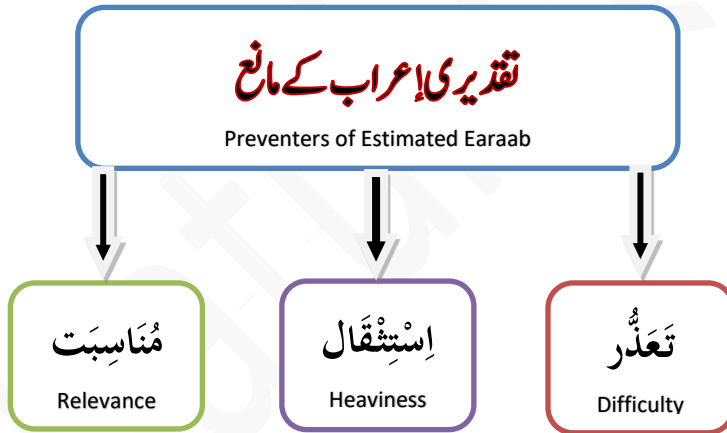 تقدیری إعراب کے مانع
Preventers of Estimated Earaab
تَعَذُّر
Difficulty
اِسْتِثْقَال
Heaviness
مُنَاسِبَت
Relevance